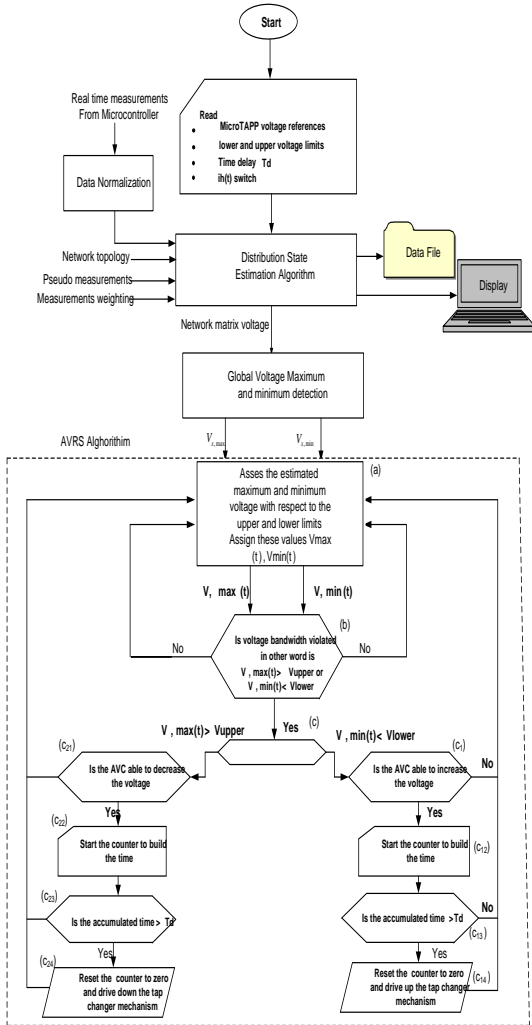 Start
Real time measurements
From Microcontroller
Read
• MicroTAPP voltage references
• lower and upper voltage limits
• Time delay Td
• ih(t) switch
Data Normalization
Network topology
Pseudo measurements
Measurements weighting
Distribution State
Estimation Algorithm
Data File
Display
Network matrix voltage
Global Voltage Maximum
and minimum detection
AVRS Alghorithim
Vs,max
Vs,min
(a)
Asses the estimated
maximum and minimum
voltage with respect to the
upper and lower limits
Assign these values Vmax
(t), Vmin(t)
V, max (t)
V, min (t)
(b)
No
Is voltage bandwidth violated
in other word is
V, max(t)> Vupper or
V, min(t)< Vlower
No
Yes
(c)
V, max(t)> Vupper
V, min(t)< Vlower
(c21)
Is the AVC able to decrease
the voltage
(c1)
Is the AVC able to increase
the voltage
No
Yes
Yes
(c22)
Start the counter to build
the time
Start the counter to build
the time
(c12)
(c23)
Is the accumulated time > Td
Is the accumulated time >Td
No
(c13)
Yes
Yes
(c24)
Reset the counter to zero
and drive down the tap
changer mechanism
Reset the counter to zero
and drive up the tap changer
mechanism
(c14)